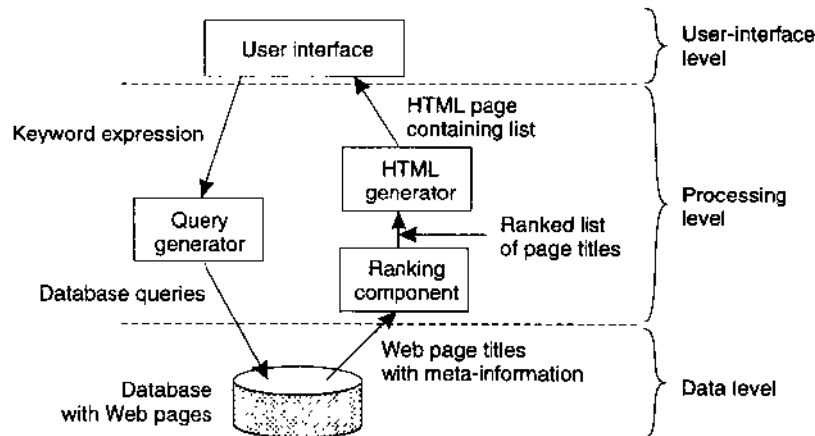 User interface
User-interface
level
HTML page
containing list
Keyword expression
HTML
generator
Processing
level
Query
generator
Ranked list
of page titles
Ranking
component
Database queries
Web page titles
with meta-information
Database
with Web pages
Data level